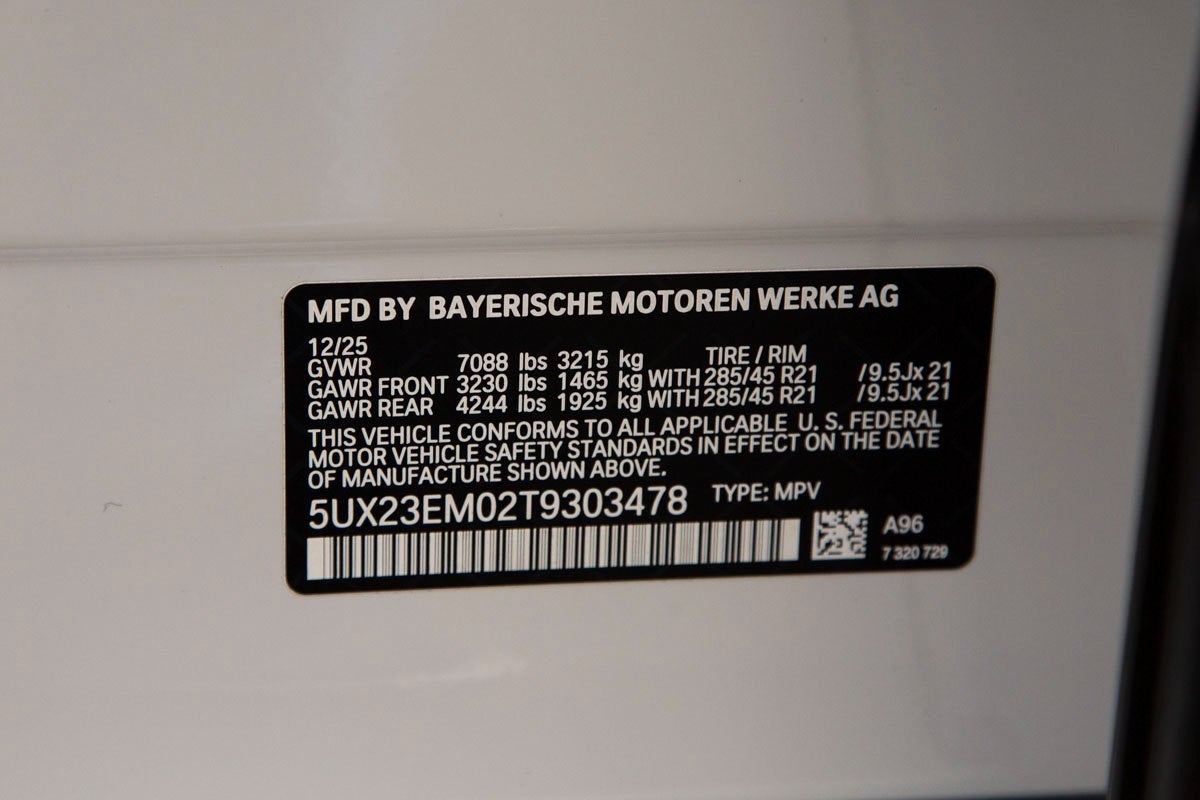 MFD BY BAYERISCHE MOTOREN WERKE AG
12/25
GVWR 7088 lbs 3215 kg TIRE / RIM
GAWR FRONT 3230 lbs 1465 kg WITH 285/45 R21 /9.5Jx 21
GAWR REAR 4244 lbs 1925 kg WITH 285/45 R21 /9.5Jx 21
THIS VEHICLE CONFORMS TO ALL APPLICABLE U. S. FEDERAL
MOTOR VEHICLE SAFETY STANDARDS IN EFFECT ON THE DATE
OF MANUFACTURE SHOWN ABOVE.
5UX23EM02T9303478 TYPE: MPV
A96
7 320 729